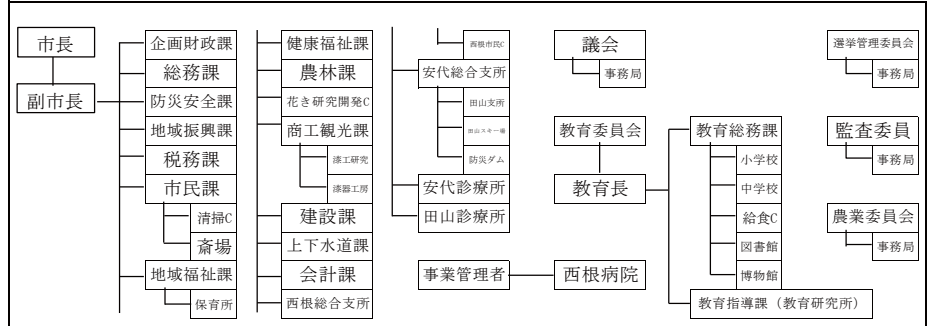 市長
副市長
企画財政課
総務課
防災安全課
地域振興課
税務課
市民課
清掃C
斎場
地域福祉課
保育所
健康福祉課
農林課
花き研究開発C
商工観光課
漆工研究
漆器工房
建設課
上下水道課
会計課
西根総合支所
西根市民C
安代総合支所
田山支所
田山スキー場
防災ダム
安代診療所
田山診療所
事業管理者
西根病院
議会
事務局
教育委員会
教育長
教育総務課
小学校
中学校
給食C
図書館
博物館
教育指導課（教育研究所）
選挙管理委員会
事務局
監査委員
事務局
農業委員会
事務局